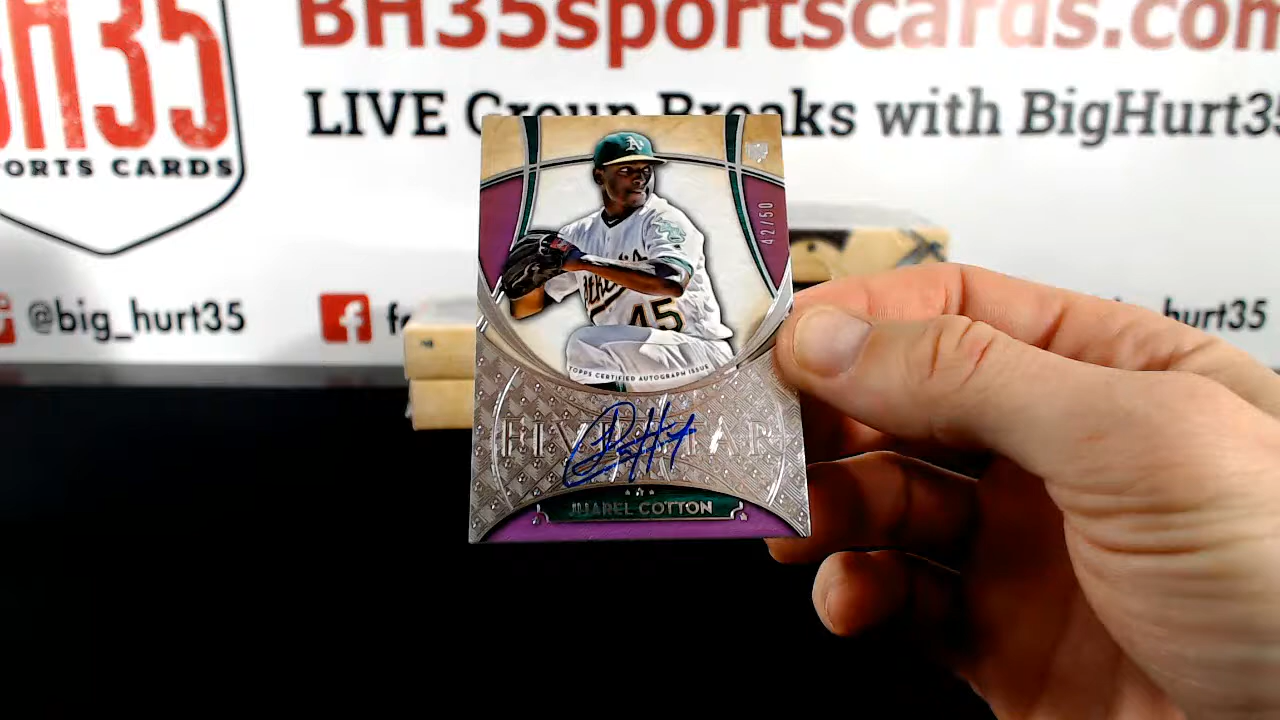 BH35
SPORTS CARDS
BH35sportscards.com
LIVE Group Breaks with BigHurt35
@big_hurt35
A's
42/50
45
TOPPS CERTIFIED AUTOGRAPH ISSUE
FIVE STAR
JHAREL COTTON